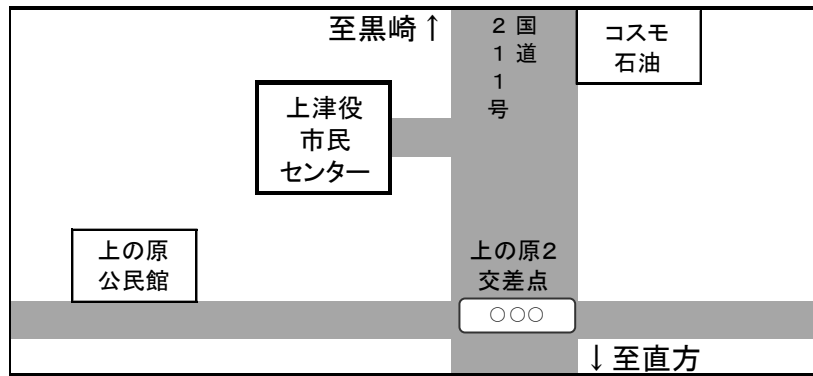 至黒崎↑
国道
211号
コスモ
石油
上津役
市民
センター
上の原
公民館
上の原2
交差点
○○○
↓至直方